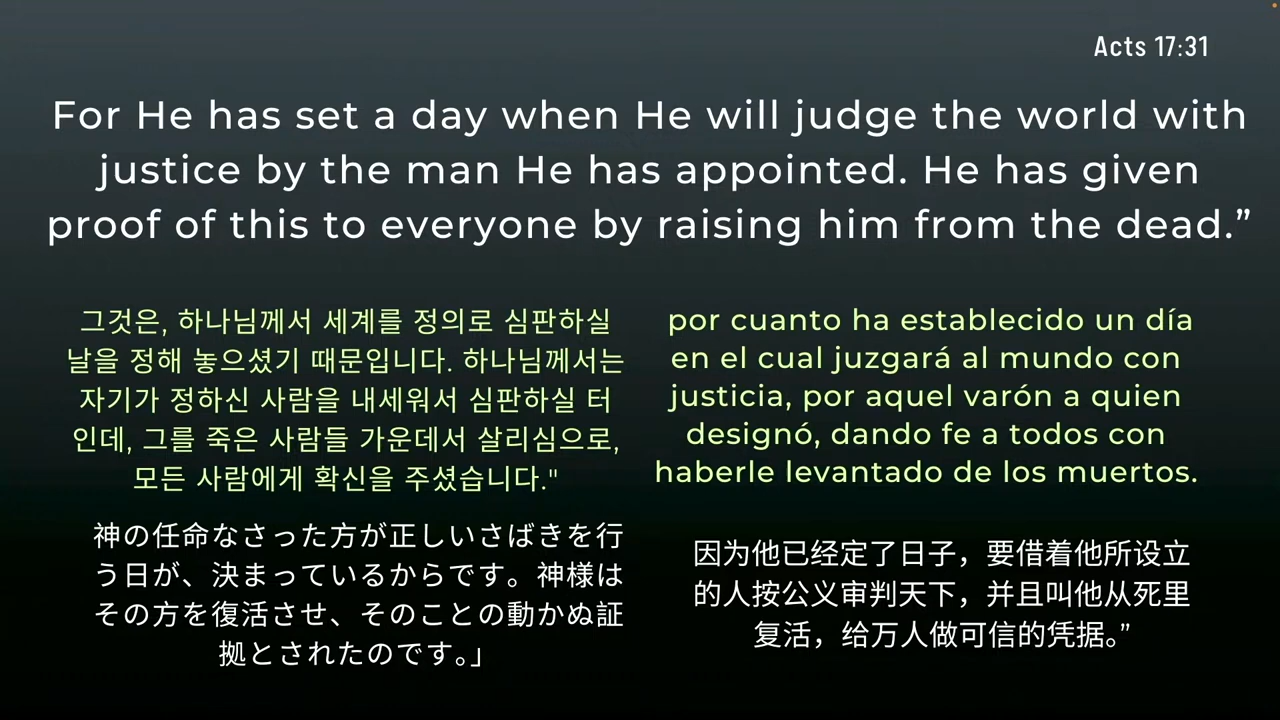 Acts 17:31
For He has set a day when He will judge the world with
justice by the man He has appointed. He has given
proof of this to everyone by raising him from the dead.”
그것은, 하나님께서 세계를 정의로 심판하실
날을 정해 놓으셨기 때문입니다. 하나님께서는
자기가 정하신 사람을 내세워서 심판하실 터
인데, 그를 죽은 사람들 가운데서 살리심으로,
모든 사람에게 확신을 주셨습니다."
por cuanto ha establecido un día
en el cual juzgará al mundo con
justicia, por aquel varón a quien
designó, dando fe a todos con
haberle levantado de los muertos.
神の任命なさった方が正しいさばきを行
う日が、決まっているからです。神様は
その方を復活させ、そのことの動かぬ証
拠とされたのです。」
因为他已经定了日子，要借着他所设立
的人按公义审判天下，并且叫他从死里
复活，给万人做可信的凭据。”